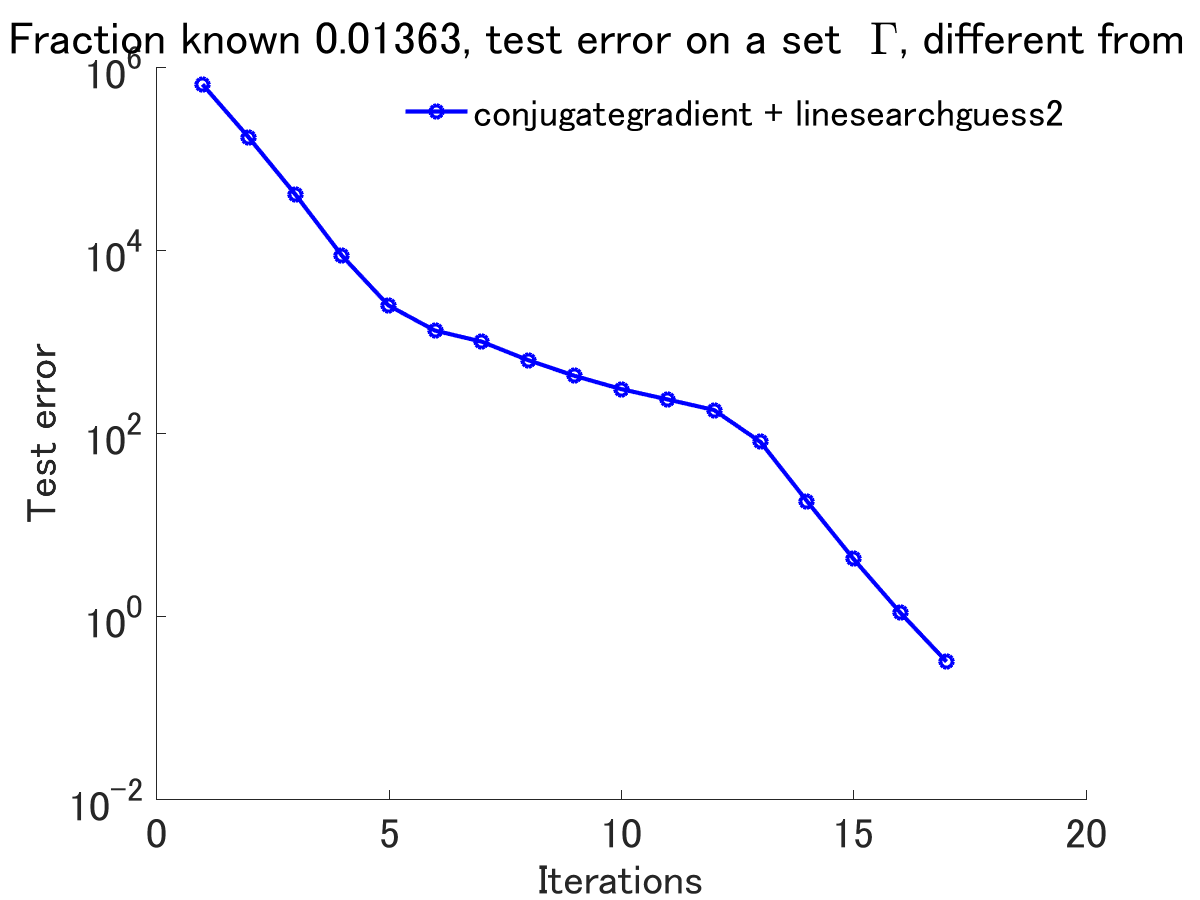 Fraction known 0.01363, test error on a set Γ, different from
10^6
conjugategradient + linesearchguess2
10^4
10^2
10^0
10^-2
Test error
0 5 10 15 20
Iterations